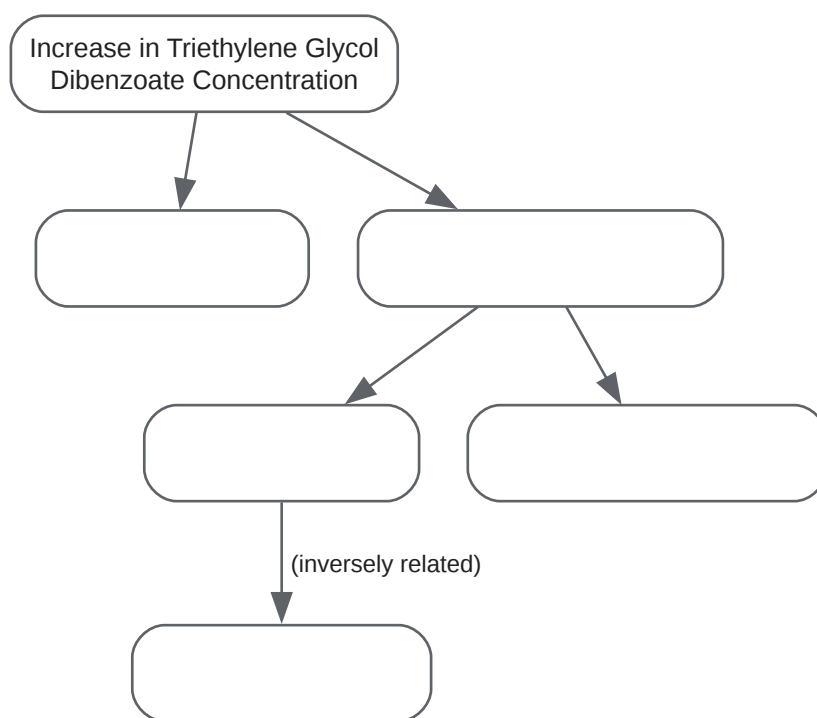 Increase in Triethylene Glycol
Dibenzoate Concentration
(inversely related)